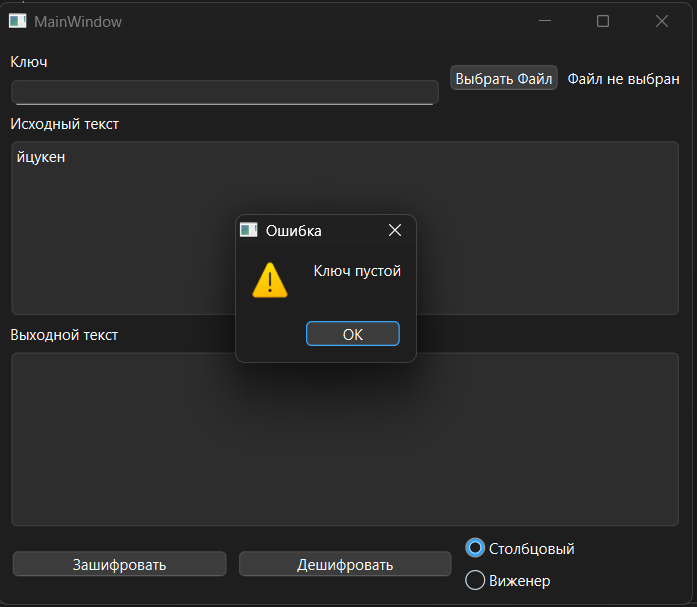 MainWindow
Ключ
Выбрать Файл
Файл не выбран
Исходный текст
йцукен
Ошибка
Ключ пустой
OK
Выходной текст
Зашифровать
Дешифровать
Столбцовый
Виженер